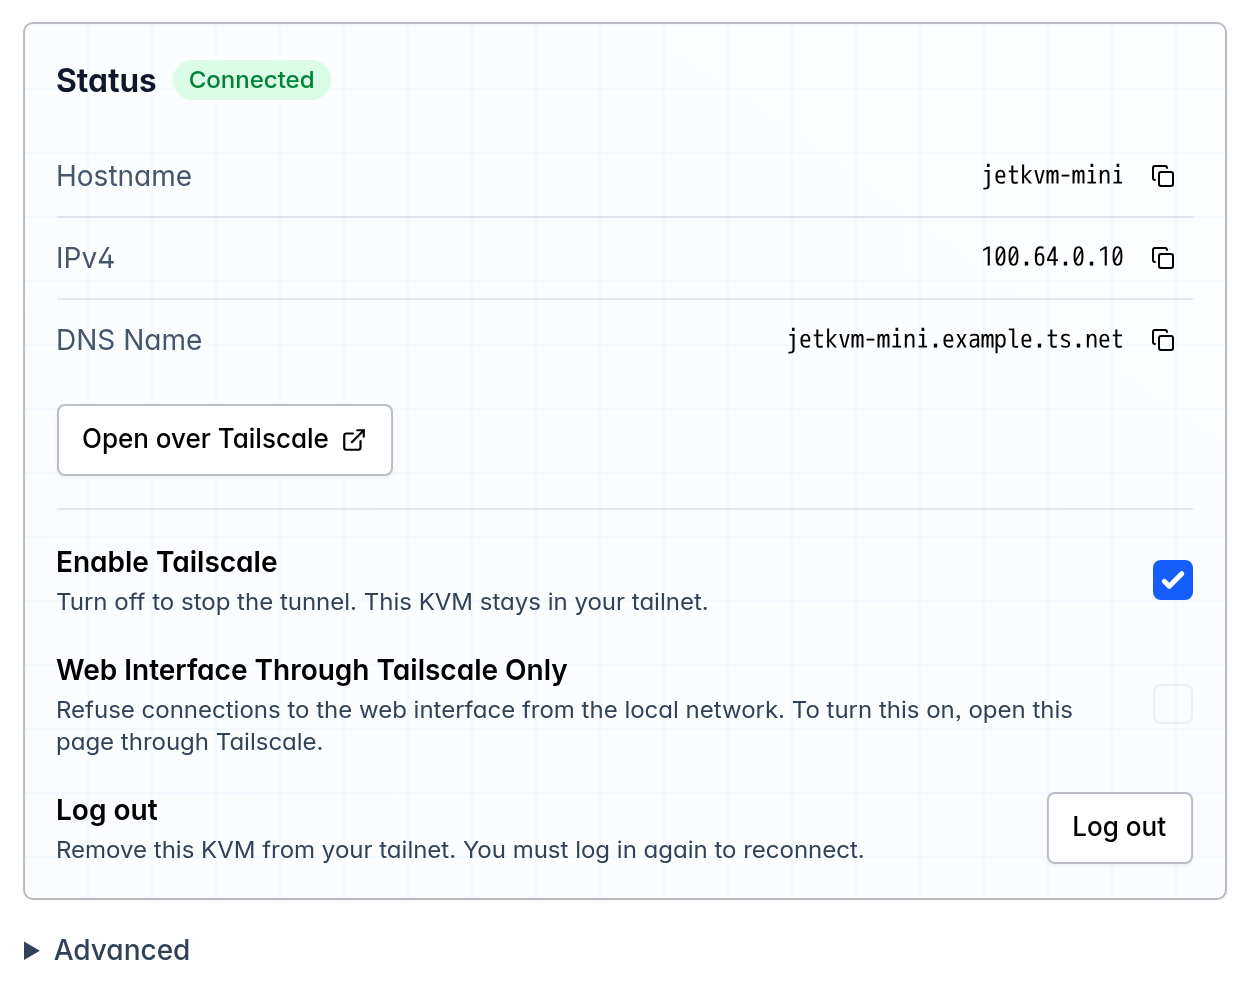 Status Connected
Hostname jetkvm-mini
IPv4 100.64.0.10
DNS Name jetkvm-mini.example.ts.net
Open over Tailscale
Enable Tailscale
Turn off to stop the tunnel. This KVM stays in your tailnet.
Web Interface Through Tailscale Only
Refuse connections to the web interface from the local network. To turn this on, open this
page through Tailscale.
Log out
Remove this KVM from your tailnet. You must log in again to reconnect.
Log out
Advanced